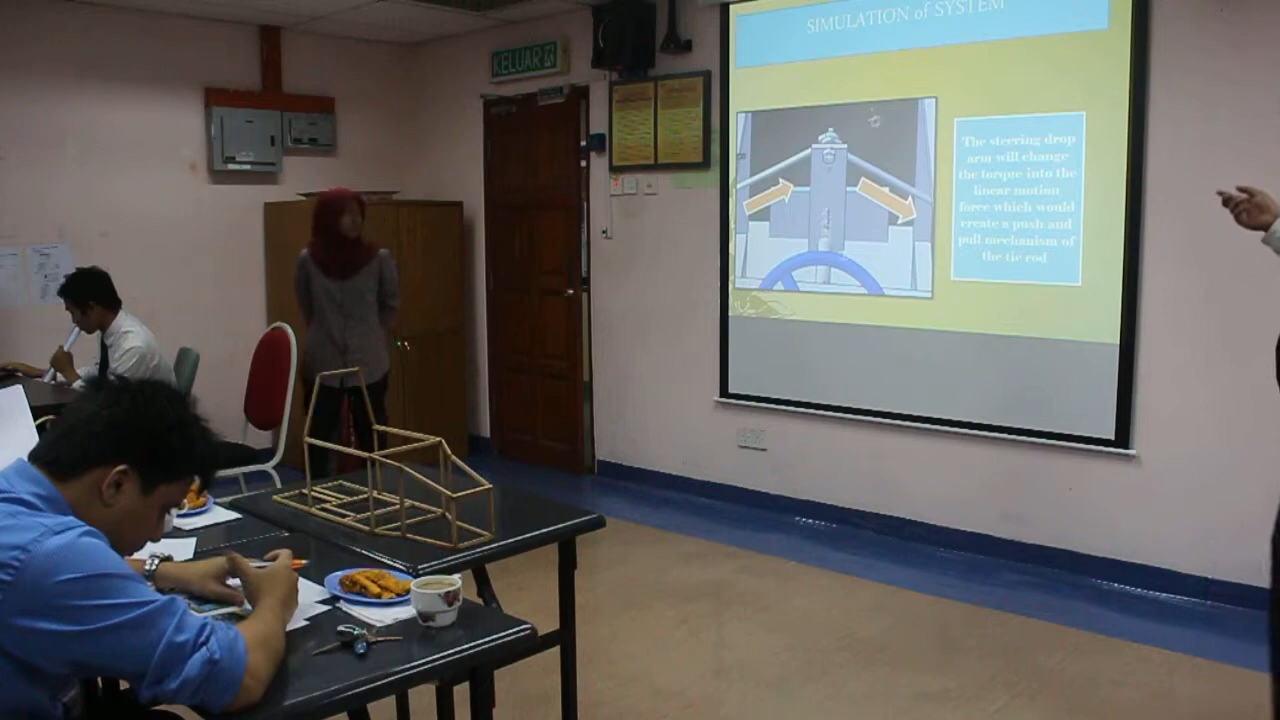 SIMULATION of SYSTEM
KELUAR
The steering drop
arm will change
the torque into the
linear motion
force which would
create a push and
pull mechanism of
the tie rod